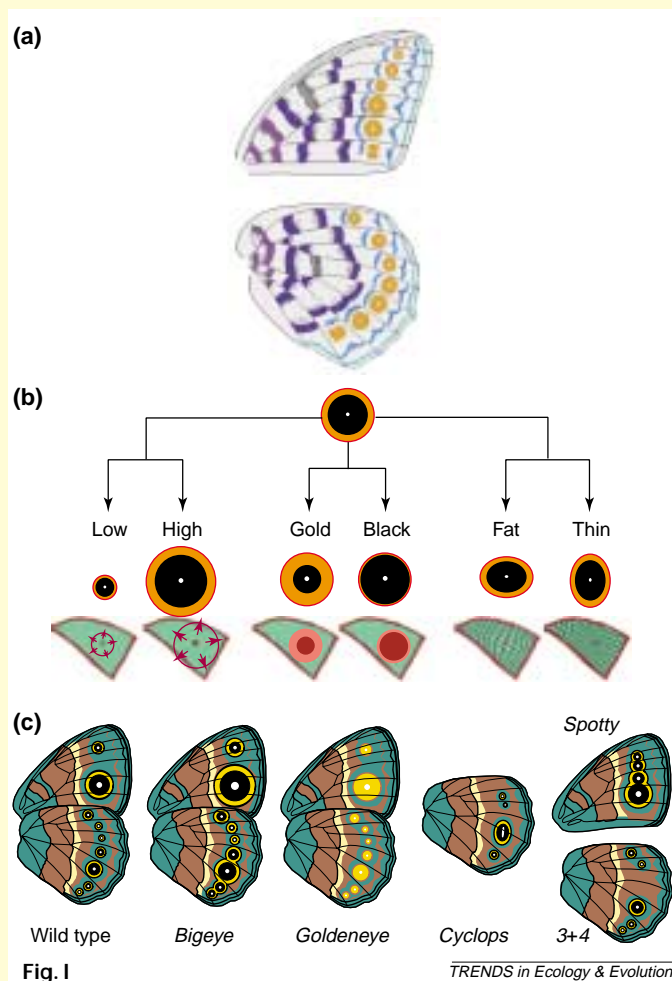 (a)
(b)
Low High Gold Black Fat Thin
(c)
Spotty
Wild type Bigeye Goldeneye Cyclops 3+4
Fig. I
TRENDS in Ecology & Evolution